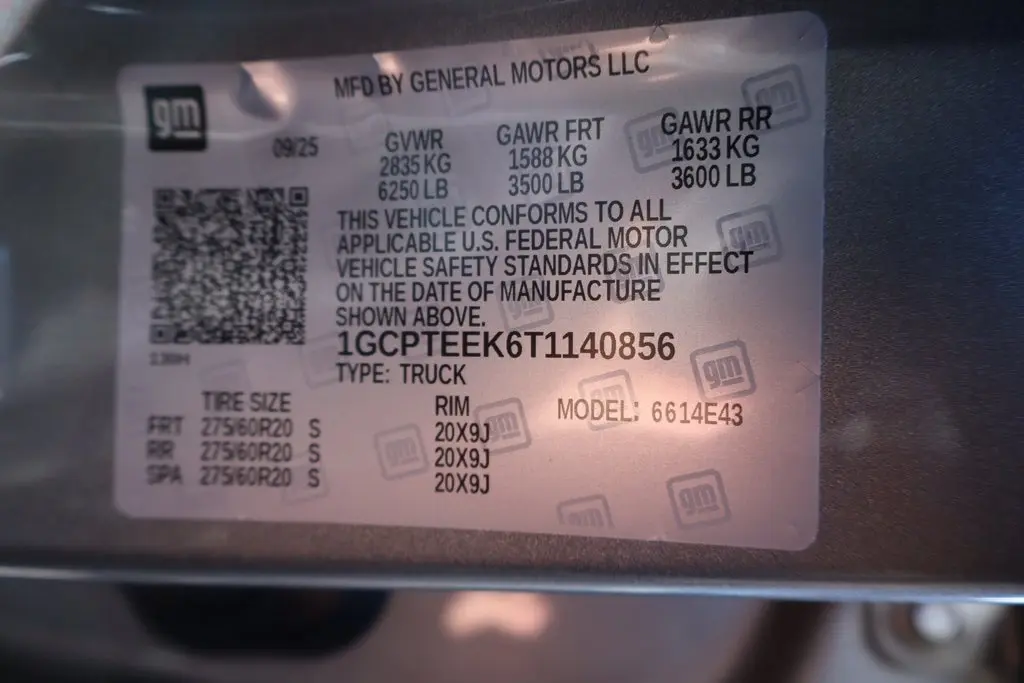 MFD BY GENERAL MOTORS LLC
gm
09/25
GVWR GAWR FRT GAWR RR
2835 KG 1588 KG 1633 KG
6250 LB 3500 LB 3600 LB
THIS VEHICLE CONFORMS TO ALL
APPLICABLE U.S. FEDERAL MOTOR
VEHICLE SAFETY STANDARDS IN EFFECT
ON THE DATE OF MANUFACTURE
SHOWN ABOVE.
1GCPTEEK6T1140856
TYPE: TRUCK
TIRE SIZE RIM MODEL: 6614E43
FRT 275/60R20 S 20X9J
RR 275/60R20 S 20X9J
SPA 275/60R20 S 20X9J